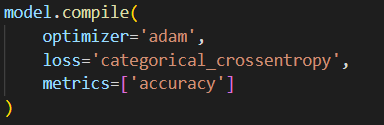 model.compile(
    optimizer='adam',
    loss='categorical_crossentropy',
    metrics=['accuracy']
)